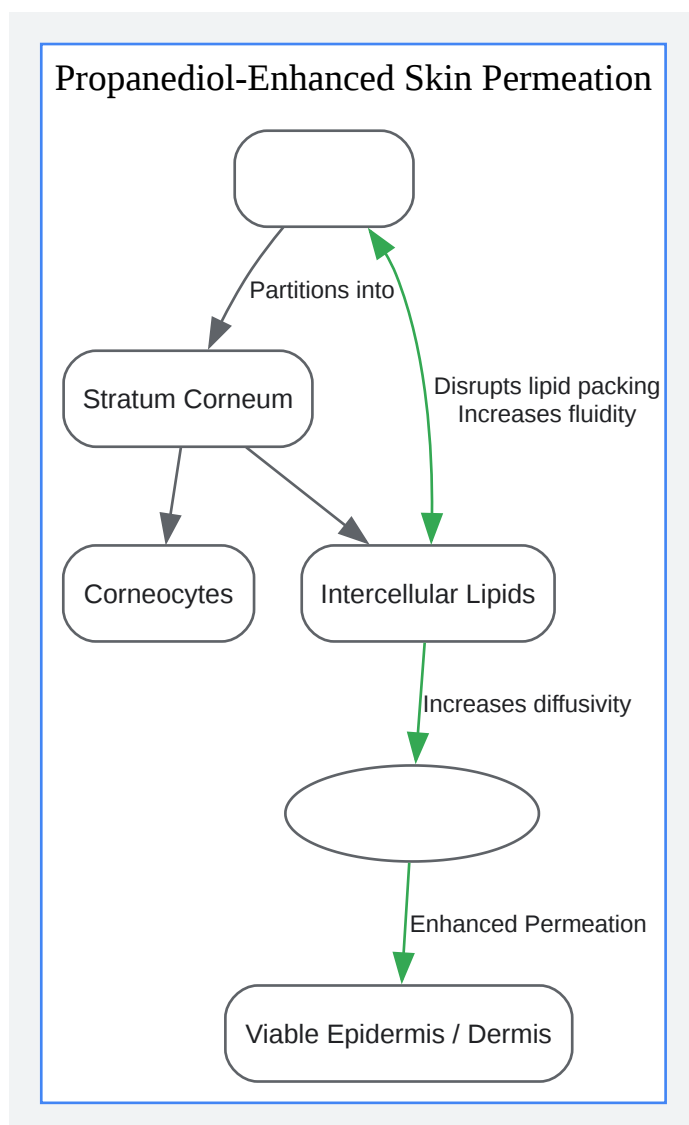 Propanediol-Enhanced Skin Permeation
Partitions into
Disrupts lipid packing
Increases fluidity
Stratum Corneum
Corneocytes
Intercellular Lipids
Increases diffusivity
Enhanced Permeation
Viable Epidermis / Dermis